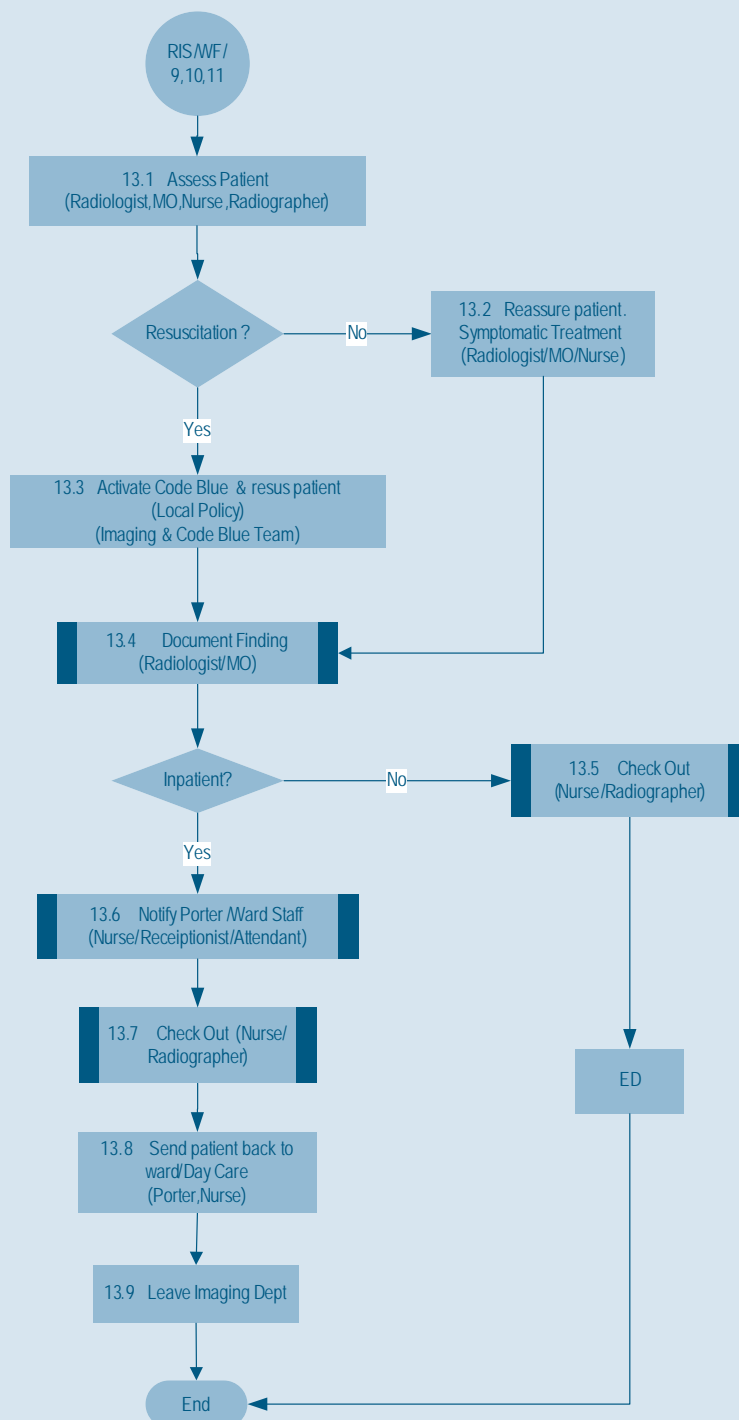 RIS/WF/
9,10,11
13.1 Assess Patient
(Radiologist,MO,Nurse,Radiographer)
Resuscitation ?
No
13.2 Reassure patient.
Symptomatic Treatment
(Radiologist/MO/Nurse)
Yes
13.3 Activate Code Blue & resus patient
(Local Policy)
(Imaging & Code Blue Team)
13.4 Document Finding
(Radiologist/MO)
Inpatient?
No
13.5 Check Out
(Nurse/Radiographer)
Yes
13.6 Notify Porter /Ward Staff
(Nurse/Receiptionist/Attendant)
13.7 Check Out (Nurse/
Radiographer)
ED
13.8 Send patient back to
ward/Day Care
(Porter,Nurse)
13.9 Leave Imaging Dept
End